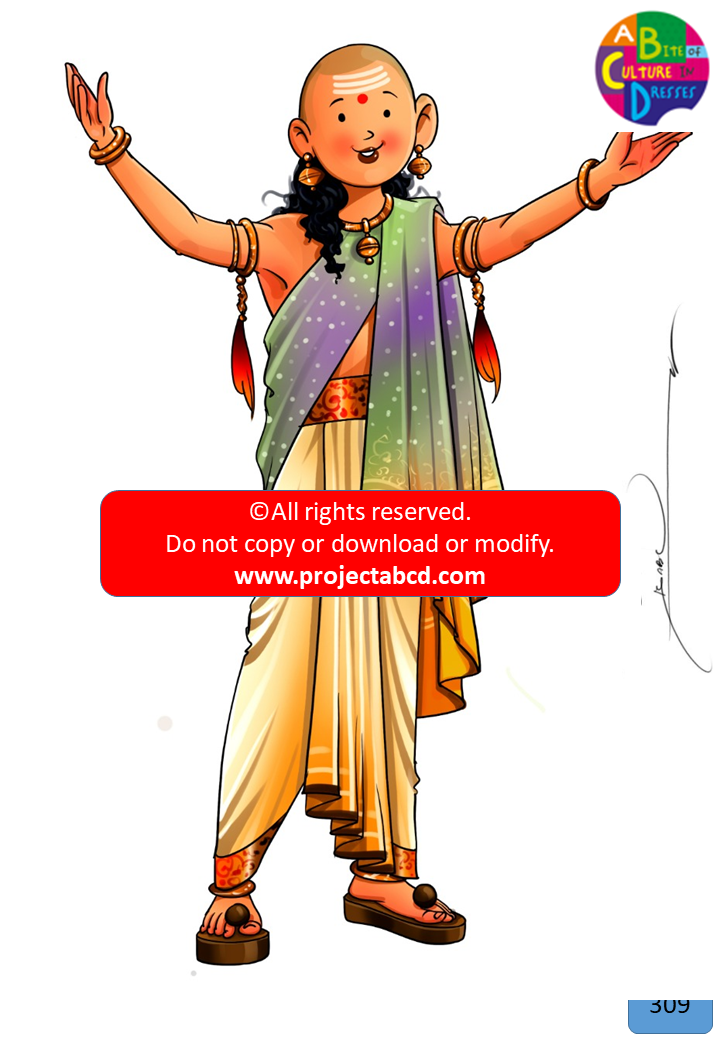 A BITE OF
CULTURE IN
DRESSES
©All rights reserved.
Do not copy or download or modify.
www.projectabcd.com
309